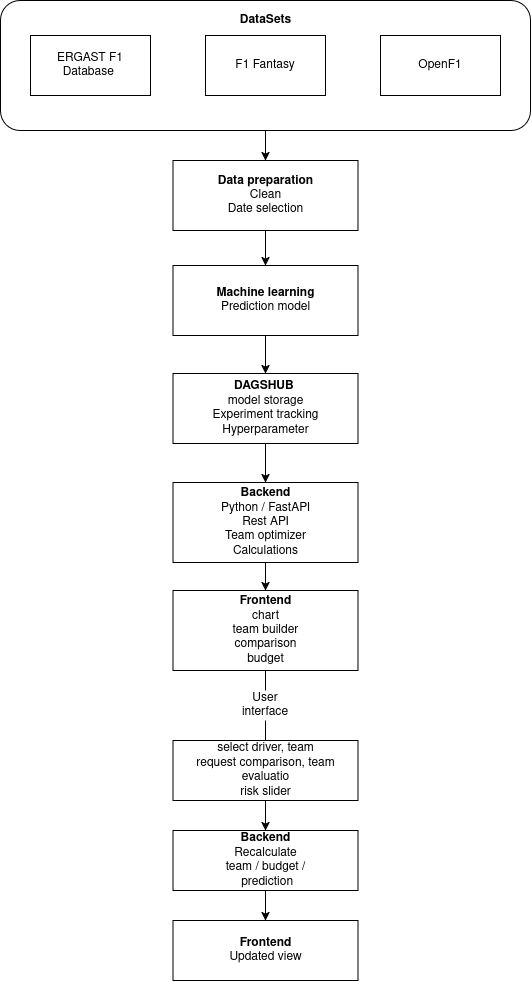 DataSets
ERGAST F1
Database
F1 Fantasy
OpenF1
Data preparation
Clean
Date selection
Machine learning
Prediction model
DAGSHUB
model storage
Experiment tracking
Hyperparameter
Backend
Python / FastAPI
Rest API
Team optimizer
Calculations
Frontend
chart
team builder
comparison
budget
User
interface
select driver, team
request comparison, team
evaluatio
risk slider
Backend
Recalculate
team / budget /
prediction
Frontend
Updated view